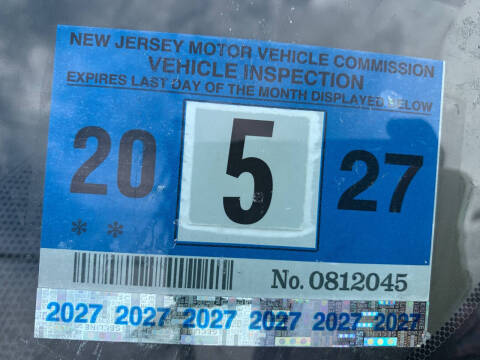 NEW JERSEY MOTOR VEHICLE COMMISSION
VEHICLE INSPECTION
EXPIRES LAST DAY OF THE MONTH DISPLAYED BELOW
20 5 27
* *
No. 0812045
2027 2027 2027 2027 2027 2027